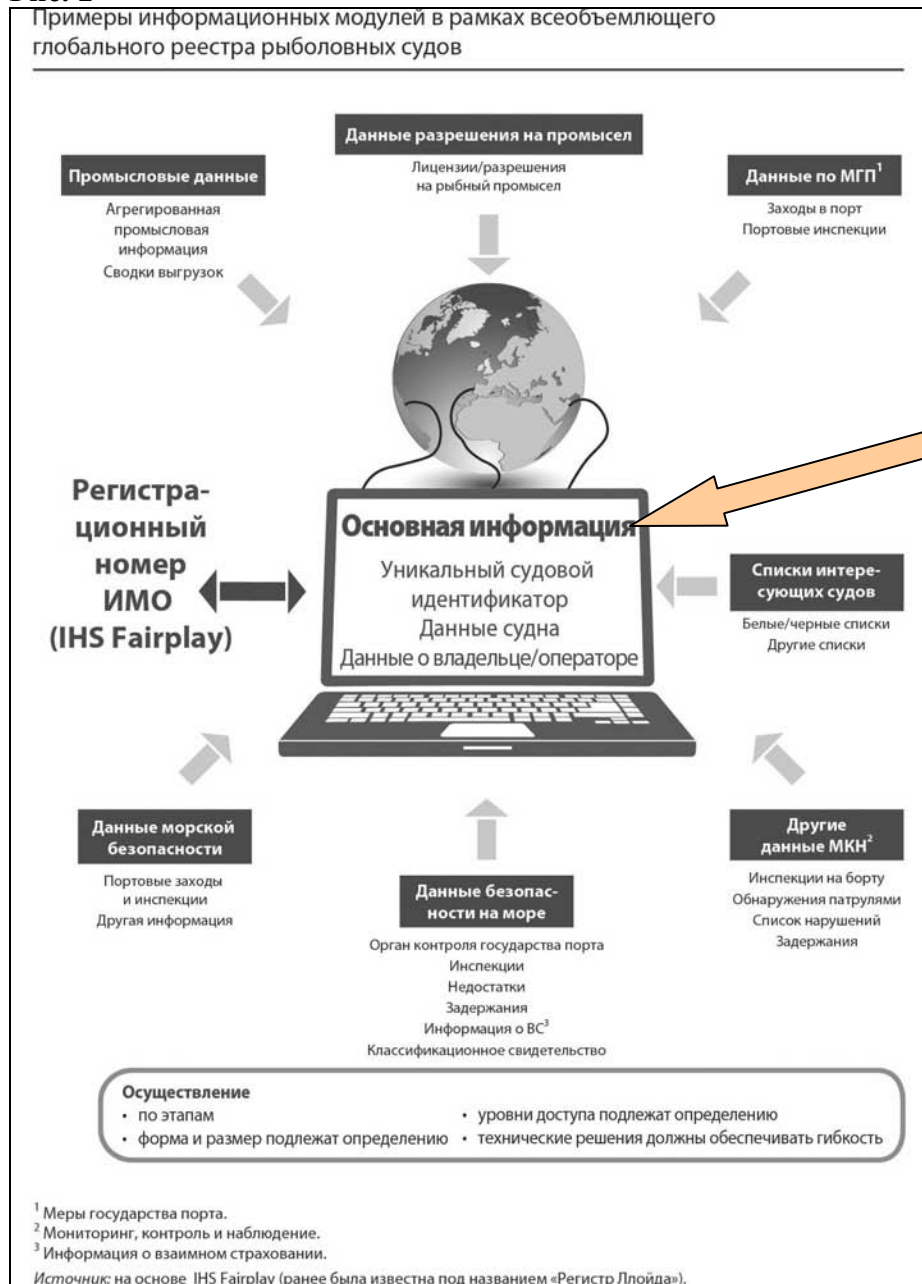 Примеры информационных модулей в рамках всеобъемлющего
глобального реестра рыболовных судов
Данные разрешения на промысел
Лицензии/разрешения
на рыбный промысел
Промысловые данные
Агрегированная
промысловая
информация
Сводки выгрузок
Данные по МГП¹
Заходы в порт
Портовые инспекции
Регистра-
ционный
номер
ИМО
(IHS Fairplay)
Основная информация
Уникальный судовой
идентификатор
Данные судна
Данные о владельце/операторе
Списки интере-
сующих судов
Белые/черные списки
Другие списки
Данные морской
безопасности
Портовые заходы
и инспекции
Другая информация
Данные безопас-
ности на море
Орган контроля государства порта
Инспекции
Недостатки
Задержания
Информация о ВС³
Классификационное свидетельство
Другие
данные МКН²
Инспекции на борту
Обнаружения патрулями
Список нарушений
Задержания
Осуществление
• по этапам
• форма и размер подлежат определению
• уровни доступа подлежат определению
• технические решения должны обеспечивать гибкость
¹ Меры государства порта.
² Мониторинг, контроль и наблюдение.
³ Информация о взаимном страховании.
Источник: на основе IHS Fairplay (ранее была известна под названием «Регистр Ллойда»).